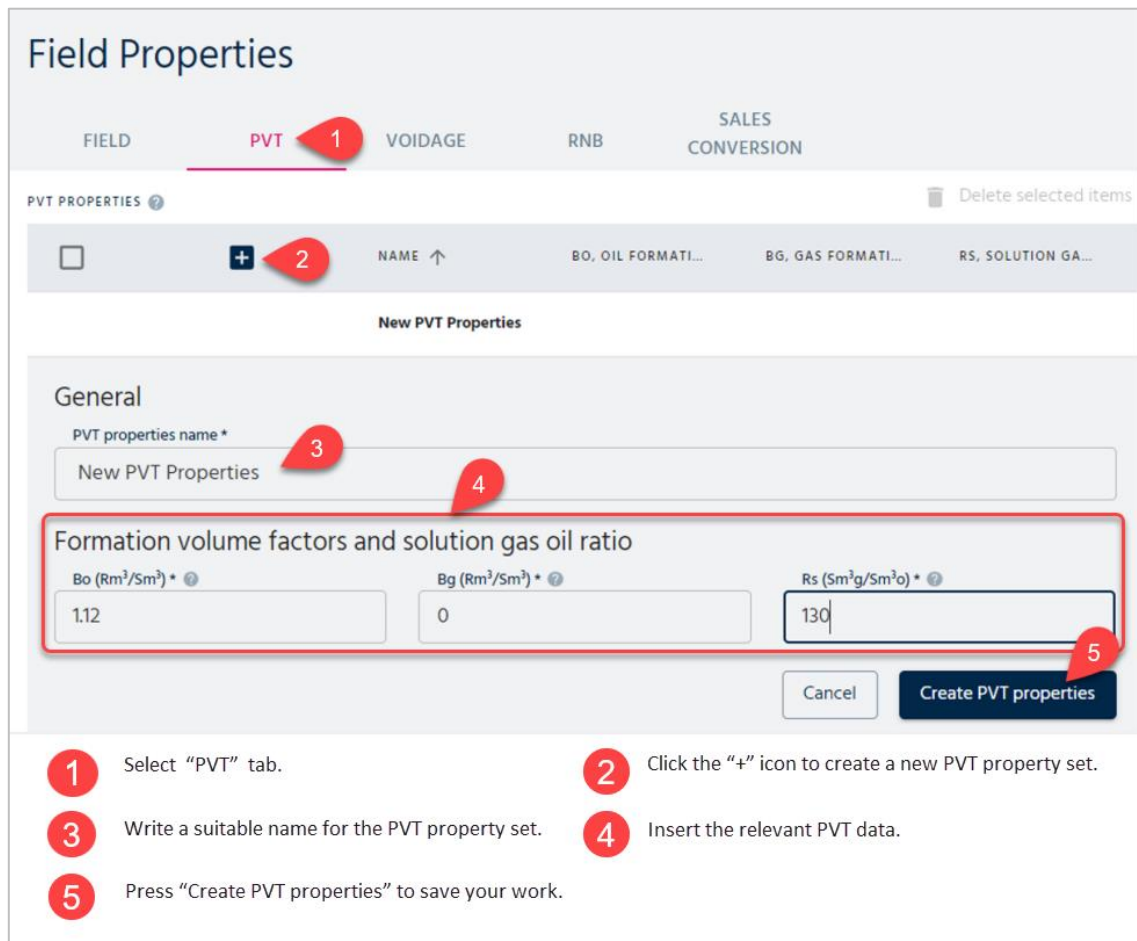 Field Properties
FIELD
PVT
1
VOIDAGE
RNB
SALES
CONVERSION
PVT PROPERTIES ?
Delete selected items
+
2
NAME ↑
BO, OIL FORMATI...
BG, GAS FORMATI...
RS, SOLUTION GA...
New PVT Properties
General
PVT properties name *
3
New PVT Properties
4
Formation volume factors and solution gas oil ratio
Bo (Rm³/Sm³) * ?
Bg (Rm³/Sm³) * ?
Rs (Sm³g/Sm³o) * ?
1.12
0
130
5
Cancel
Create PVT properties
1 Select “PVT” tab.
2 Click the “+” icon to create a new PVT property set.
3 Write a suitable name for the PVT property set.
4 Insert the relevant PVT data.
5 Press “Create PVT properties” to save your work.